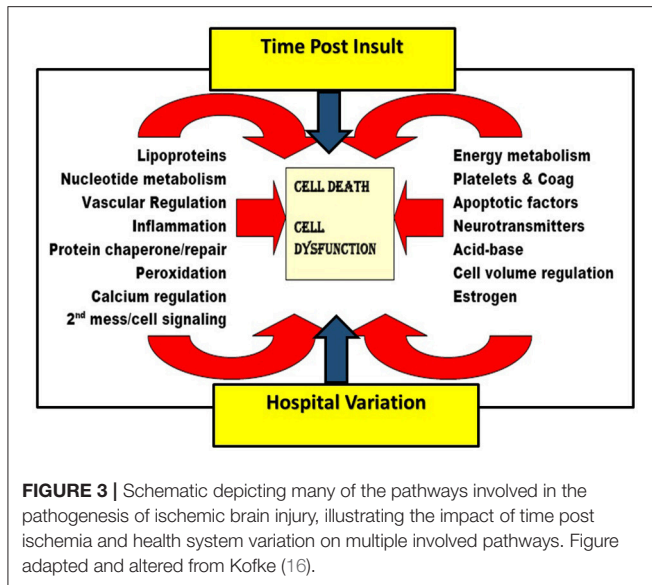 Time Post Insult
Lipoproteins
Nucleotide metabolism
Vascular Regulation
Inflammation
Protein chaperone/repair
Peroxidation
Calcium regulation
2nd mess/cell signaling
CELL DEATH
CELL
DYSFUNCTION
Energy metabolism
Platelets & Coag
Apoptotic factors
Neurotransmitters
Acid-base
Cell volume regulation
Estrogen
Hospital Variation
FIGURE 3 | Schematic depicting many of the pathways involved in the
pathogenesis of ischemic brain injury, illustrating the impact of time post
ischemia and health system variation on multiple involved pathways. Figure
adapted and altered from Kofke (16).